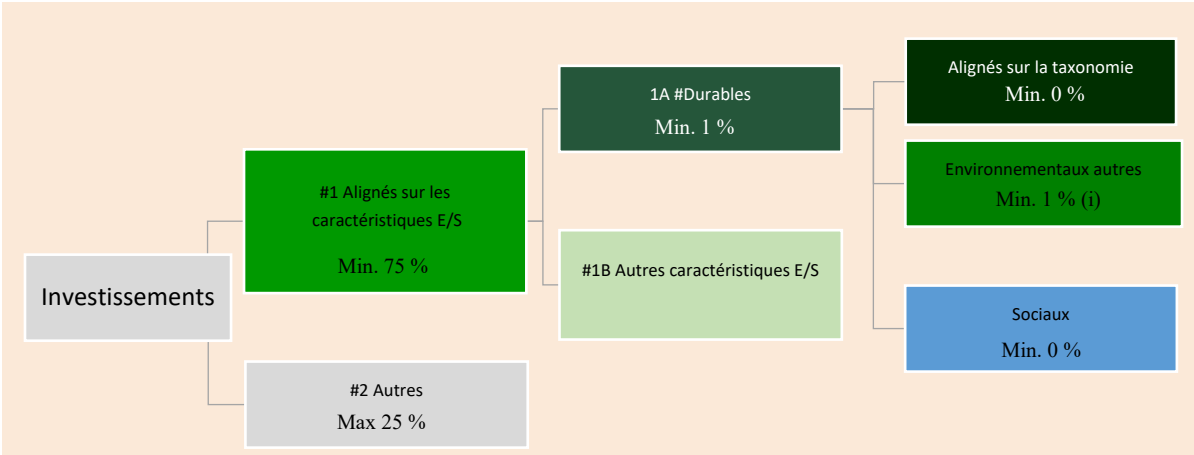 Investissements
#1 Alignés sur les
caractéristiques E/S
Min. 75 %
#2 Autres
Max 25 %
1A #Durables
Min. 1 %
#1B Autres caractéristiques E/S
Alignés sur la taxonomie
Min. 0 %
Environnementaux autres
Min. 1 % (i)
Sociaux
Min. 0 %